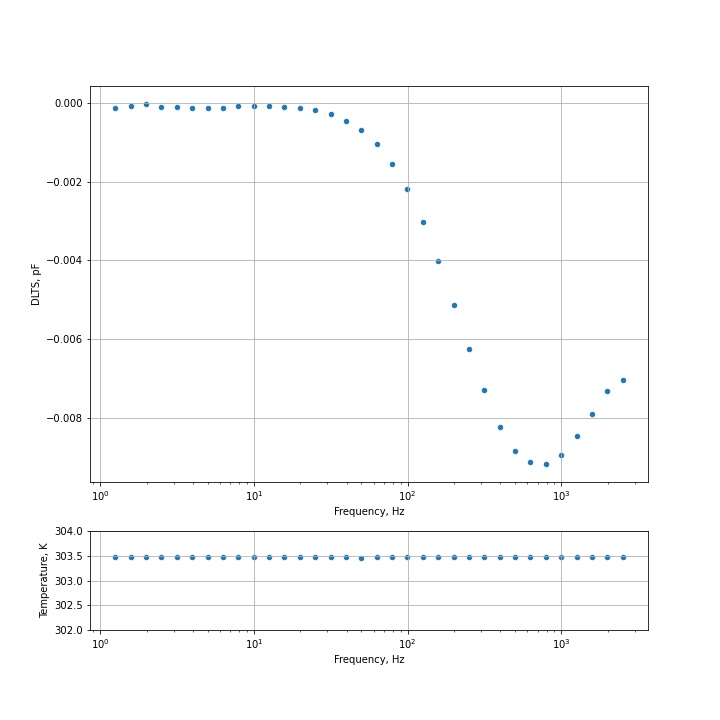 0.000
−0.002
−0.004
−0.006
−0.008
DLTS, pF
10⁰ 10¹ 10² 10³
Frequency, Hz
304.0
303.5
303.0
302.5
302.0
Temperature, K
10⁰ 10¹ 10² 10³
Frequency, Hz